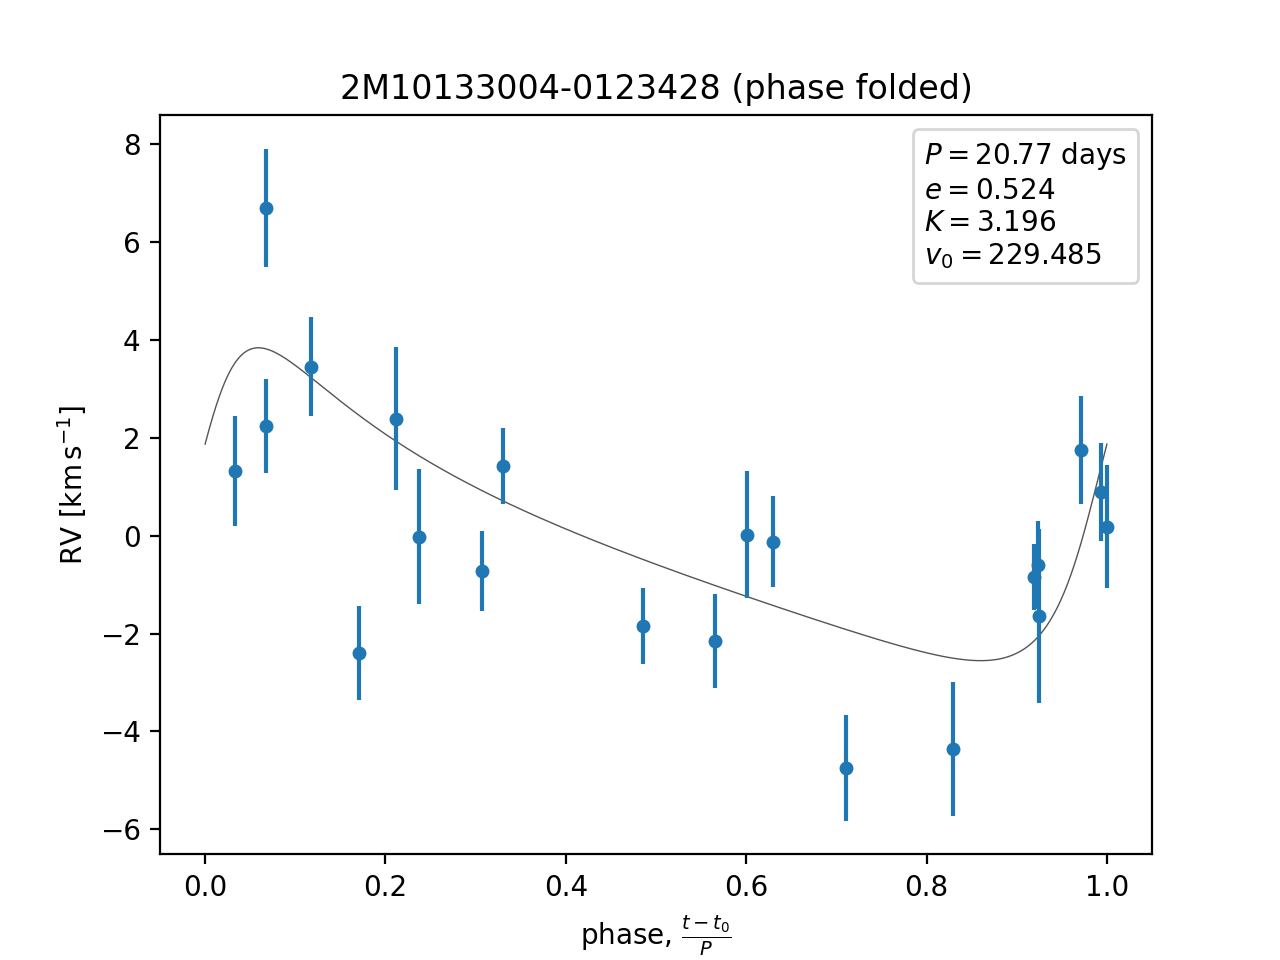 2M10133004-0123428 (phase folded)
P = 20.77 days
e = 0.524
K = 3.196
v₀ = 229.485
RV [km s⁻¹]
8
6
4
2
0
−2
−4
−6
0.0 0.2 0.4 0.6 0.8 1.0
phase, (t − t₀)/P